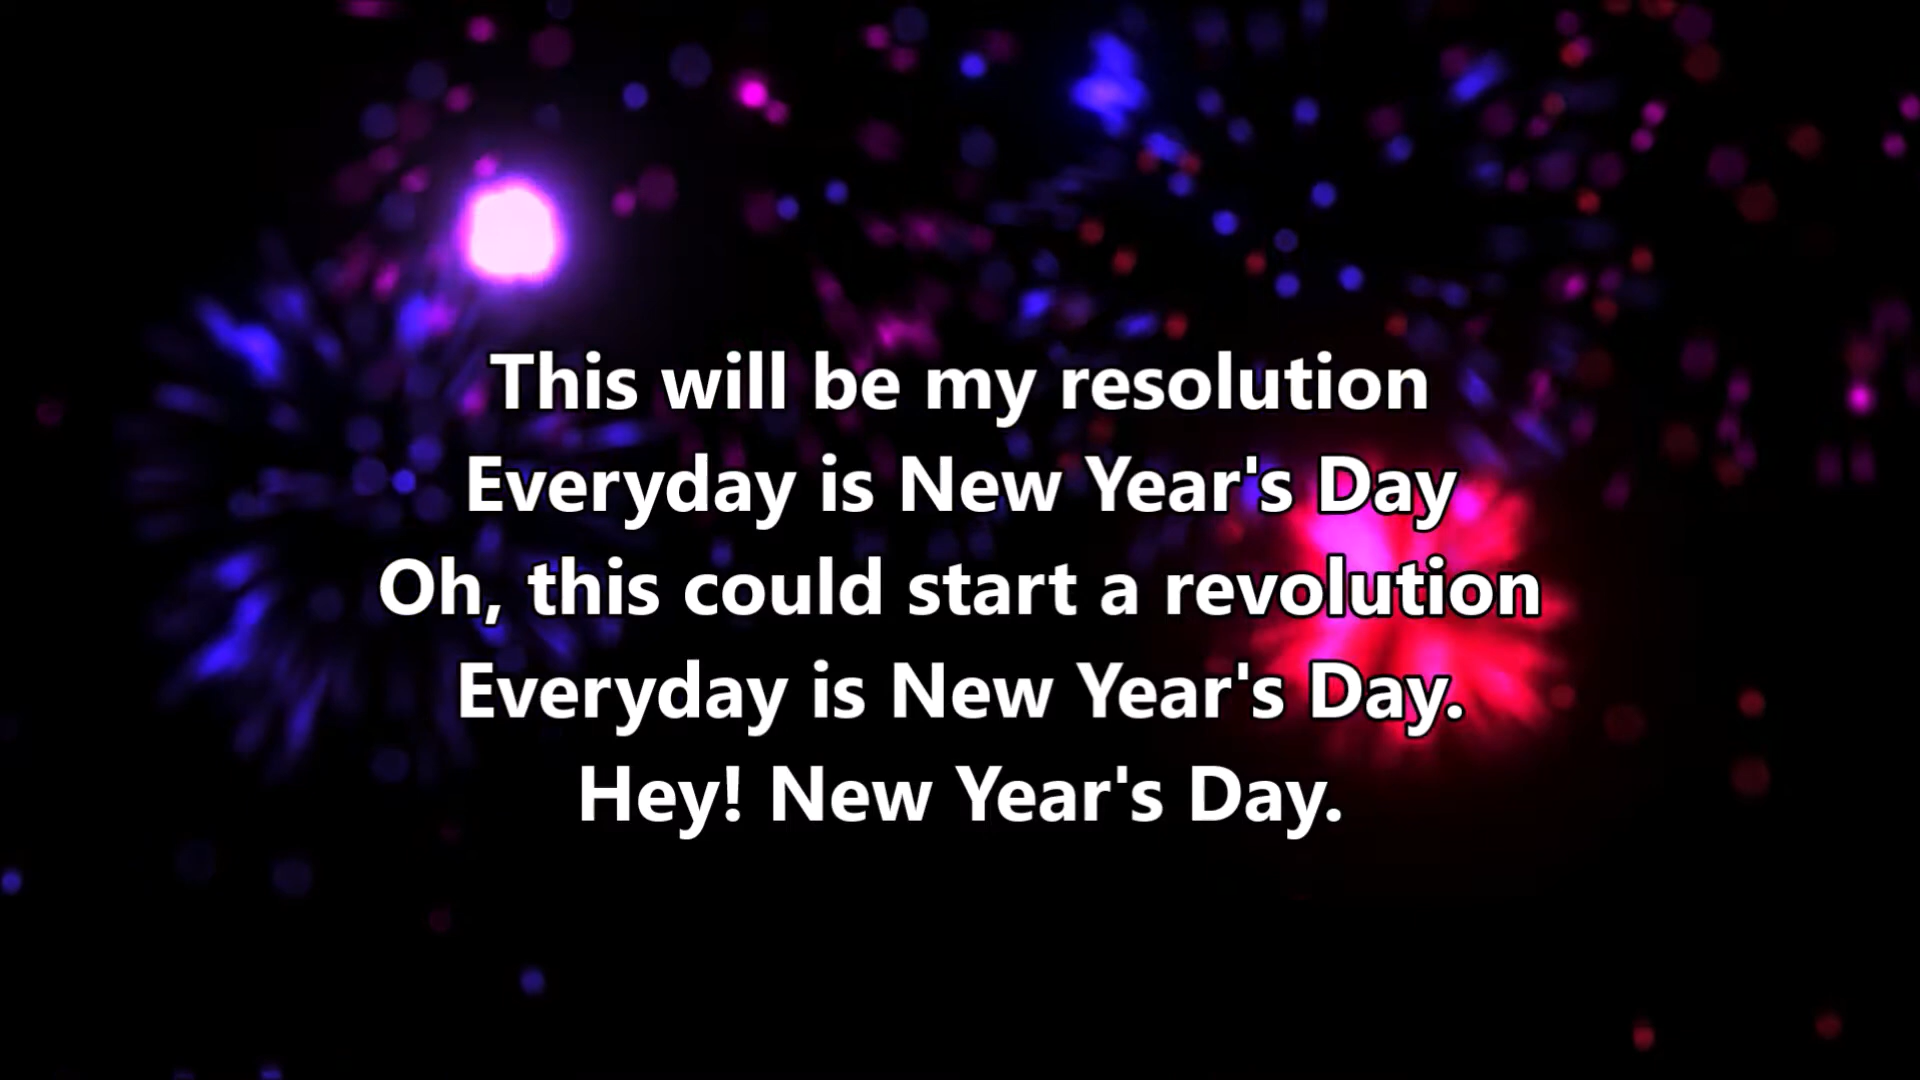 This will be my resolution
Everyday is New Year's Day
Oh, this could start a revolution
Everyday is New Year's Day.
Hey! New Year's Day.